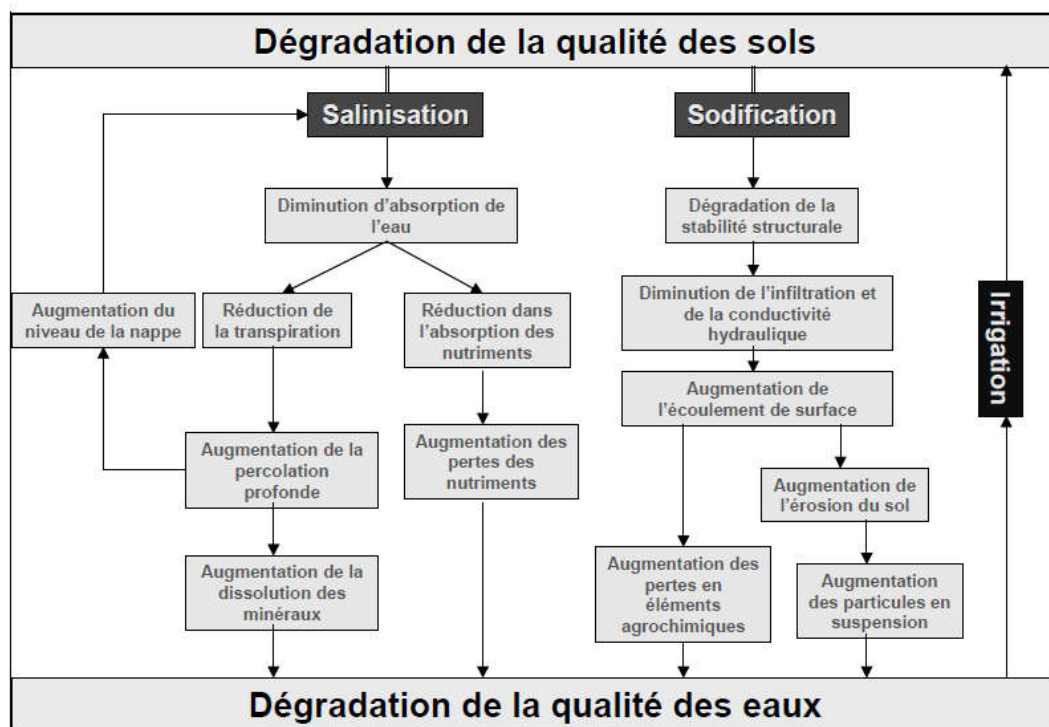 Dégradation de la qualité des sols
Salinisation
Sodification
Diminution d'absorption de
l'eau
Dégradation de la
stabilité structurale
Augmentation du
niveau de la nappe
Réduction de
la transpiration
Réduction dans
l'absorption des
nutriments
Diminution de l'infiltration et
de la conductivité
hydraulique
Irrigation
Augmentation de
l'écoulement de surface
Augmentation de la
percolation
profonde
Augmentation des
pertes des
nutriments
Augmentation de
l'érosion du sol
Augmentation de la
dissolution des
minéraux
Augmentation des
pertes en
éléments
agrochimiques
Augmentation
des particules en
suspension
Dégradation de la qualité des eaux